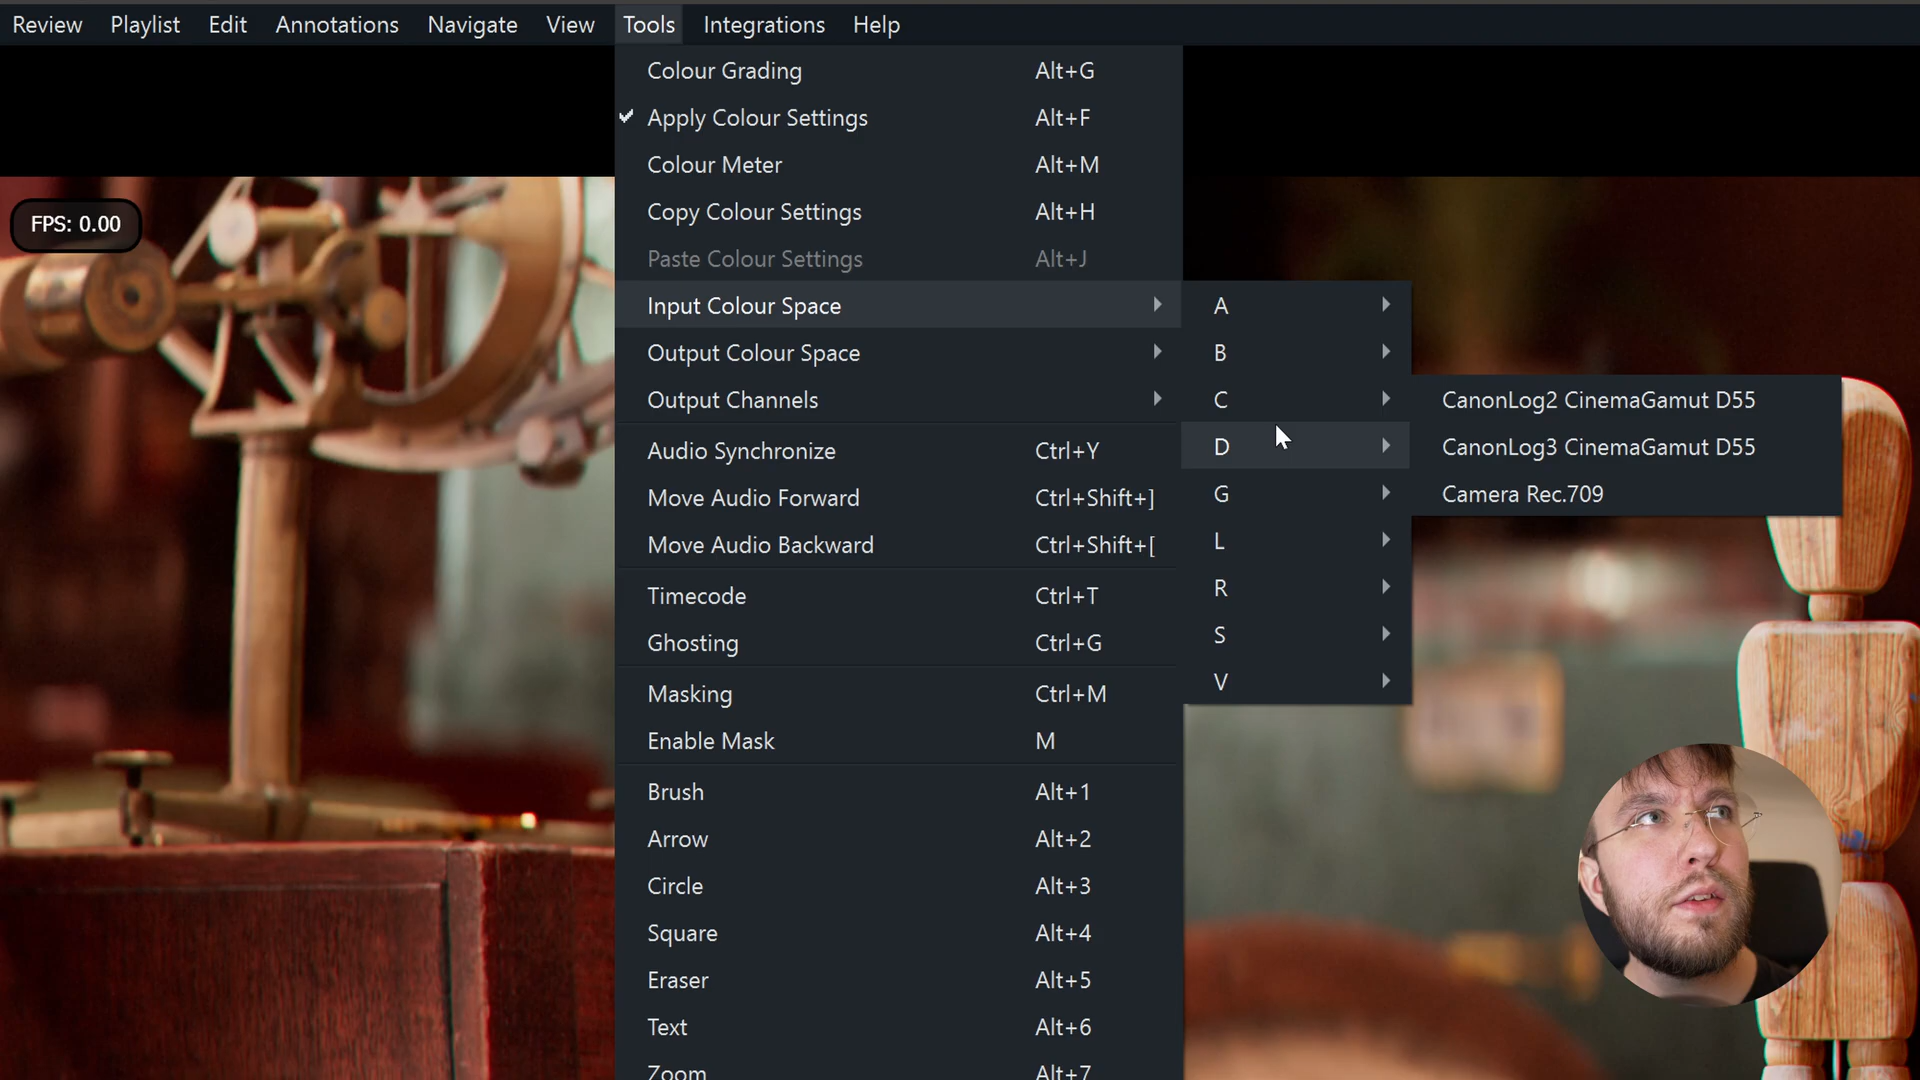 Review Playlist Edit Annotations Navigate View Tools Integrations Help
FPS: 0.00
Colour Grading Alt+G
Apply Colour Settings Alt+F
Colour Meter Alt+M
Copy Colour Settings Alt+H
Paste Colour Settings Alt+J
Input Colour Space
Output Colour Space
Output Channels
Audio Synchronize Ctrl+Y
Move Audio Forward Ctrl+Shift+]
Move Audio Backward Ctrl+Shift+[
Timecode Ctrl+T
Ghosting Ctrl+G
Masking Ctrl+M
Enable Mask M
Brush Alt+1
Arrow Alt+2
Circle Alt+3
Square Alt+4
Eraser Alt+5
Text Alt+6
Zoom Alt+7
A
B
C
D
G
L
R
S
V
CanonLog2 CinemaGamut D55
CanonLog3 CinemaGamut D55
Camera Rec.709